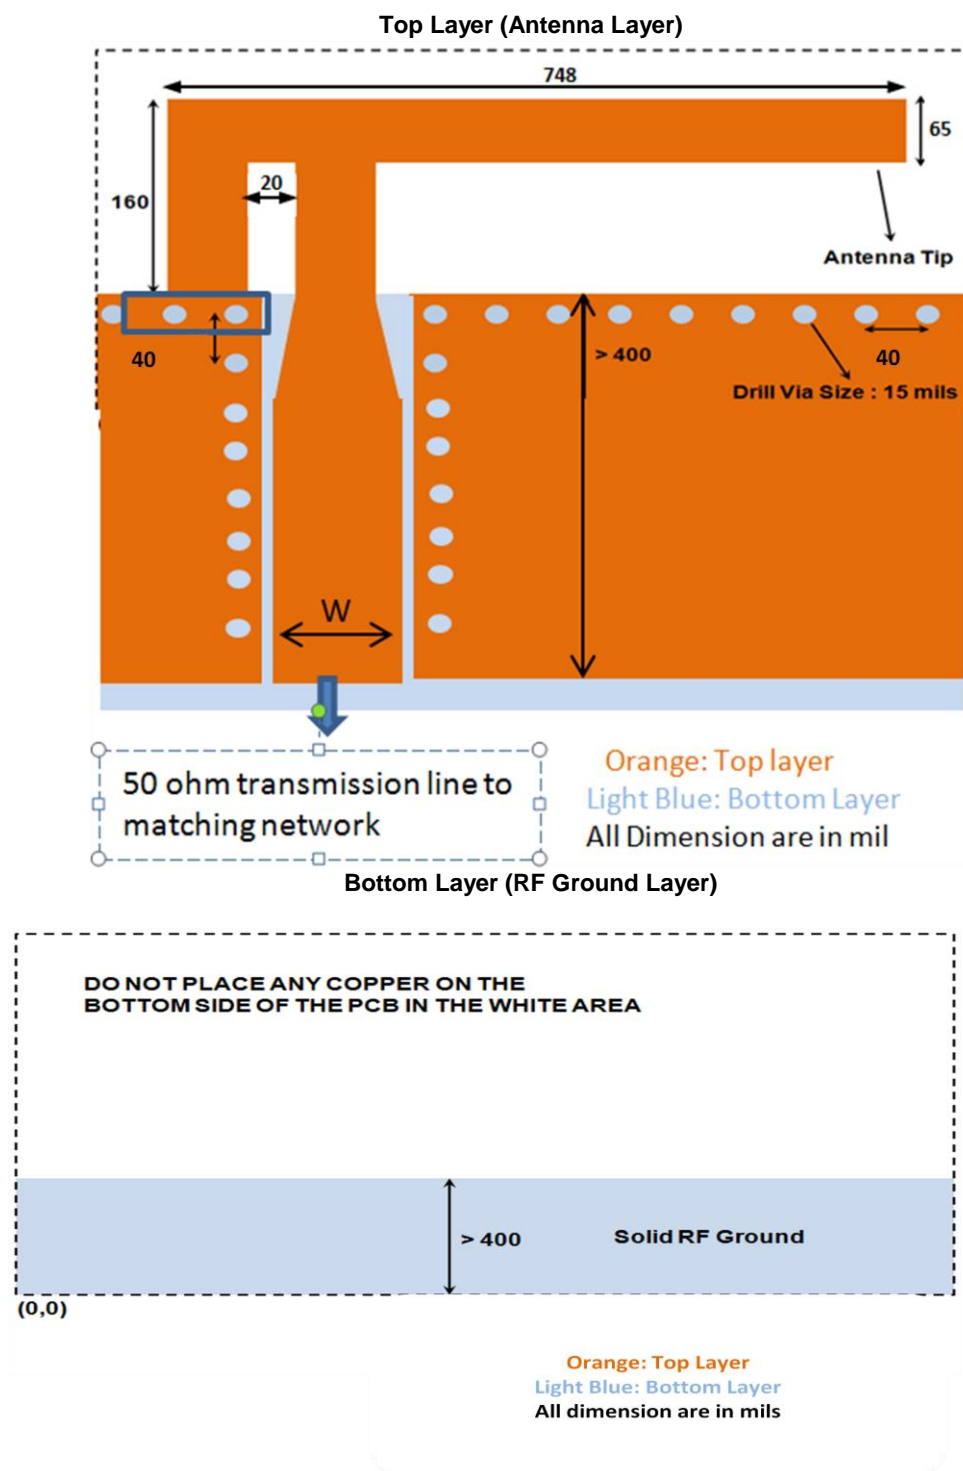 Top Layer (Antenna Layer)
748
65
20
160
Antenna Tip
40
> 400
40
Drill Via Size : 15 mils
W
50 ohm transmission line to
matching network
Orange: Top layer
Light Blue: Bottom Layer
All Dimension are in mil
Bottom Layer (RF Ground Layer)
DO NOT PLACE ANY COPPER ON THE
BOTTOM SIDE OF THE PCB IN THE WHITE AREA
> 400
Solid RF Ground
(0,0)
Orange: Top Layer
Light Blue: Bottom Layer
All dimension are in mils